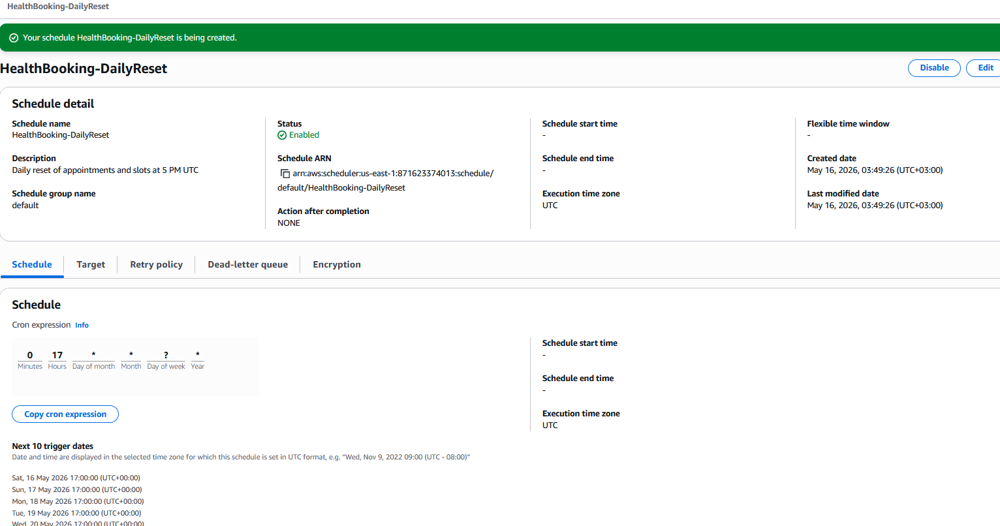 HealthBooking-DailyReset
Your schedule HealthBooking-DailyReset is being created.
HealthBooking-DailyReset
Disable
Edit
Schedule detail
Schedule name
HealthBooking-DailyReset
Description
Daily reset of appointments and slots at 5 PM UTC
Schedule group name
default
Status
Enabled
Schedule ARN
arn:aws:scheduler:us-east-1:871623374013:schedule/
default/HealthBooking-DailyReset
Action after completion
NONE
Schedule start time
-
Schedule end time
-
Execution time zone
UTC
Flexible time window
-
Created date
May 16, 2026, 03:49:26 (UTC+03:00)
Last modified date
May 16, 2026, 03:49:26 (UTC+03:00)
Schedule
Target
Retry policy
Dead-letter queue
Encryption
Schedule
Cron expression Info
0 17 * * ? *
Minutes Hours Day of month Month Day of week Year
Copy cron expression
Schedule start time
-
Schedule end time
-
Execution time zone
UTC
Next 10 trigger dates
Date and time are displayed in the selected time zone for which this schedule is set in UTC format, e.g. “Wed, Nov 9, 2022 09:00 (UTC - 08:00)”
Sat, 16 May 2026 17:00:00 (UTC+00:00)
Sun, 17 May 2026 17:00:00 (UTC+00:00)
Mon, 18 May 2026 17:00:00 (UTC+00:00)
Tue, 19 May 2026 17:00:00 (UTC+00:00)
Wed, 20 May 2026 17:00:00 (UTC+00:00)